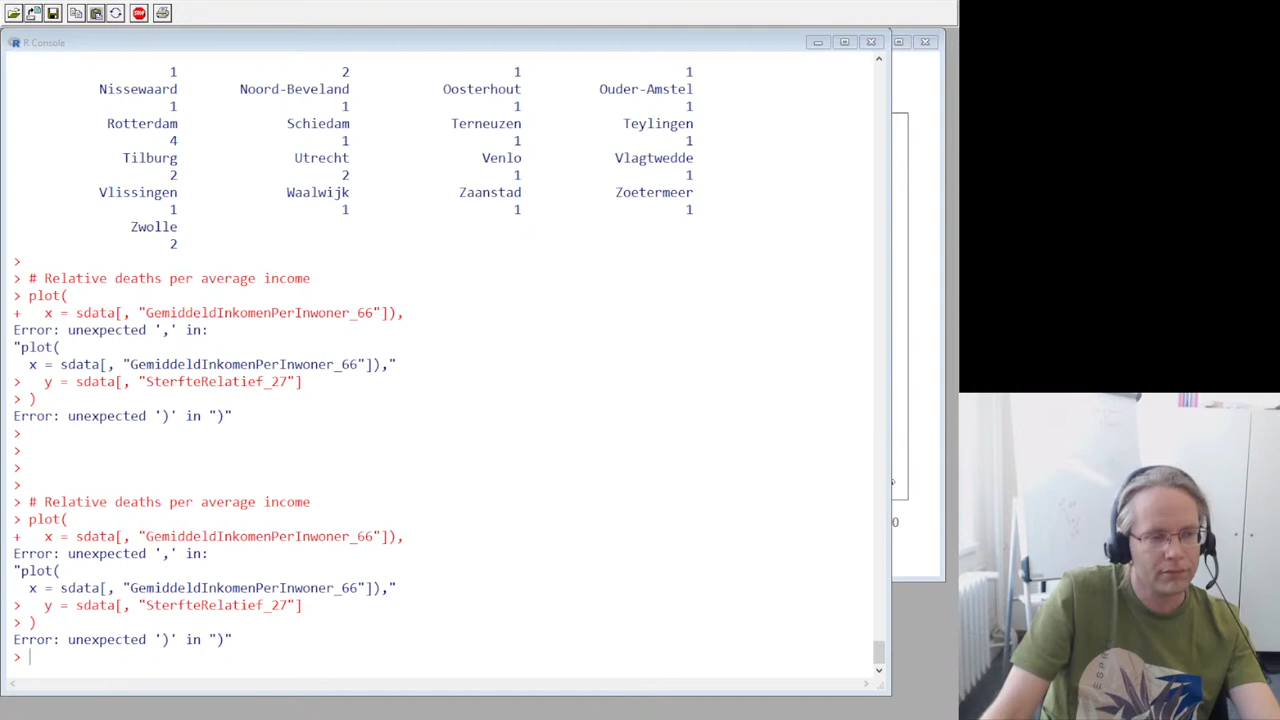 STOP
R Console
1 2 1 1
Nissewaard Noord-Beveland Oosterhout Ouder-Amstel
1 1 1 1
Rotterdam Schiedam Terneuzen Teylingen
4 1 1 1
Tilburg Utrecht Venlo Vlagtwedde
2 2 1 1
Vlissingen Waalwijk Zaanstad Zoetermeer
1 1 1 1
Zwolle
2
>
> # Relative deaths per average income
> plot(
+   x = sdata[, "GemiddeldInkomenPerInwoner_66"]),
Error: unexpected ',' in:
"plot(
  x = sdata[, "GemiddeldInkomenPerInwoner_66"]),"
>   y = sdata[, "SterfteRelatief_27"]
> )
Error: unexpected ')' in ")"
>
>
>
>
> # Relative deaths per average income
> plot(
+   x = sdata[, "GemiddeldInkomenPerInwoner_66"]),
Error: unexpected ',' in:
"plot(
  x = sdata[, "GemiddeldInkomenPerInwoner_66"]),"
>   y = sdata[, "SterfteRelatief_27"]
> )
Error: unexpected ')' in ")"
>
0
ESPR